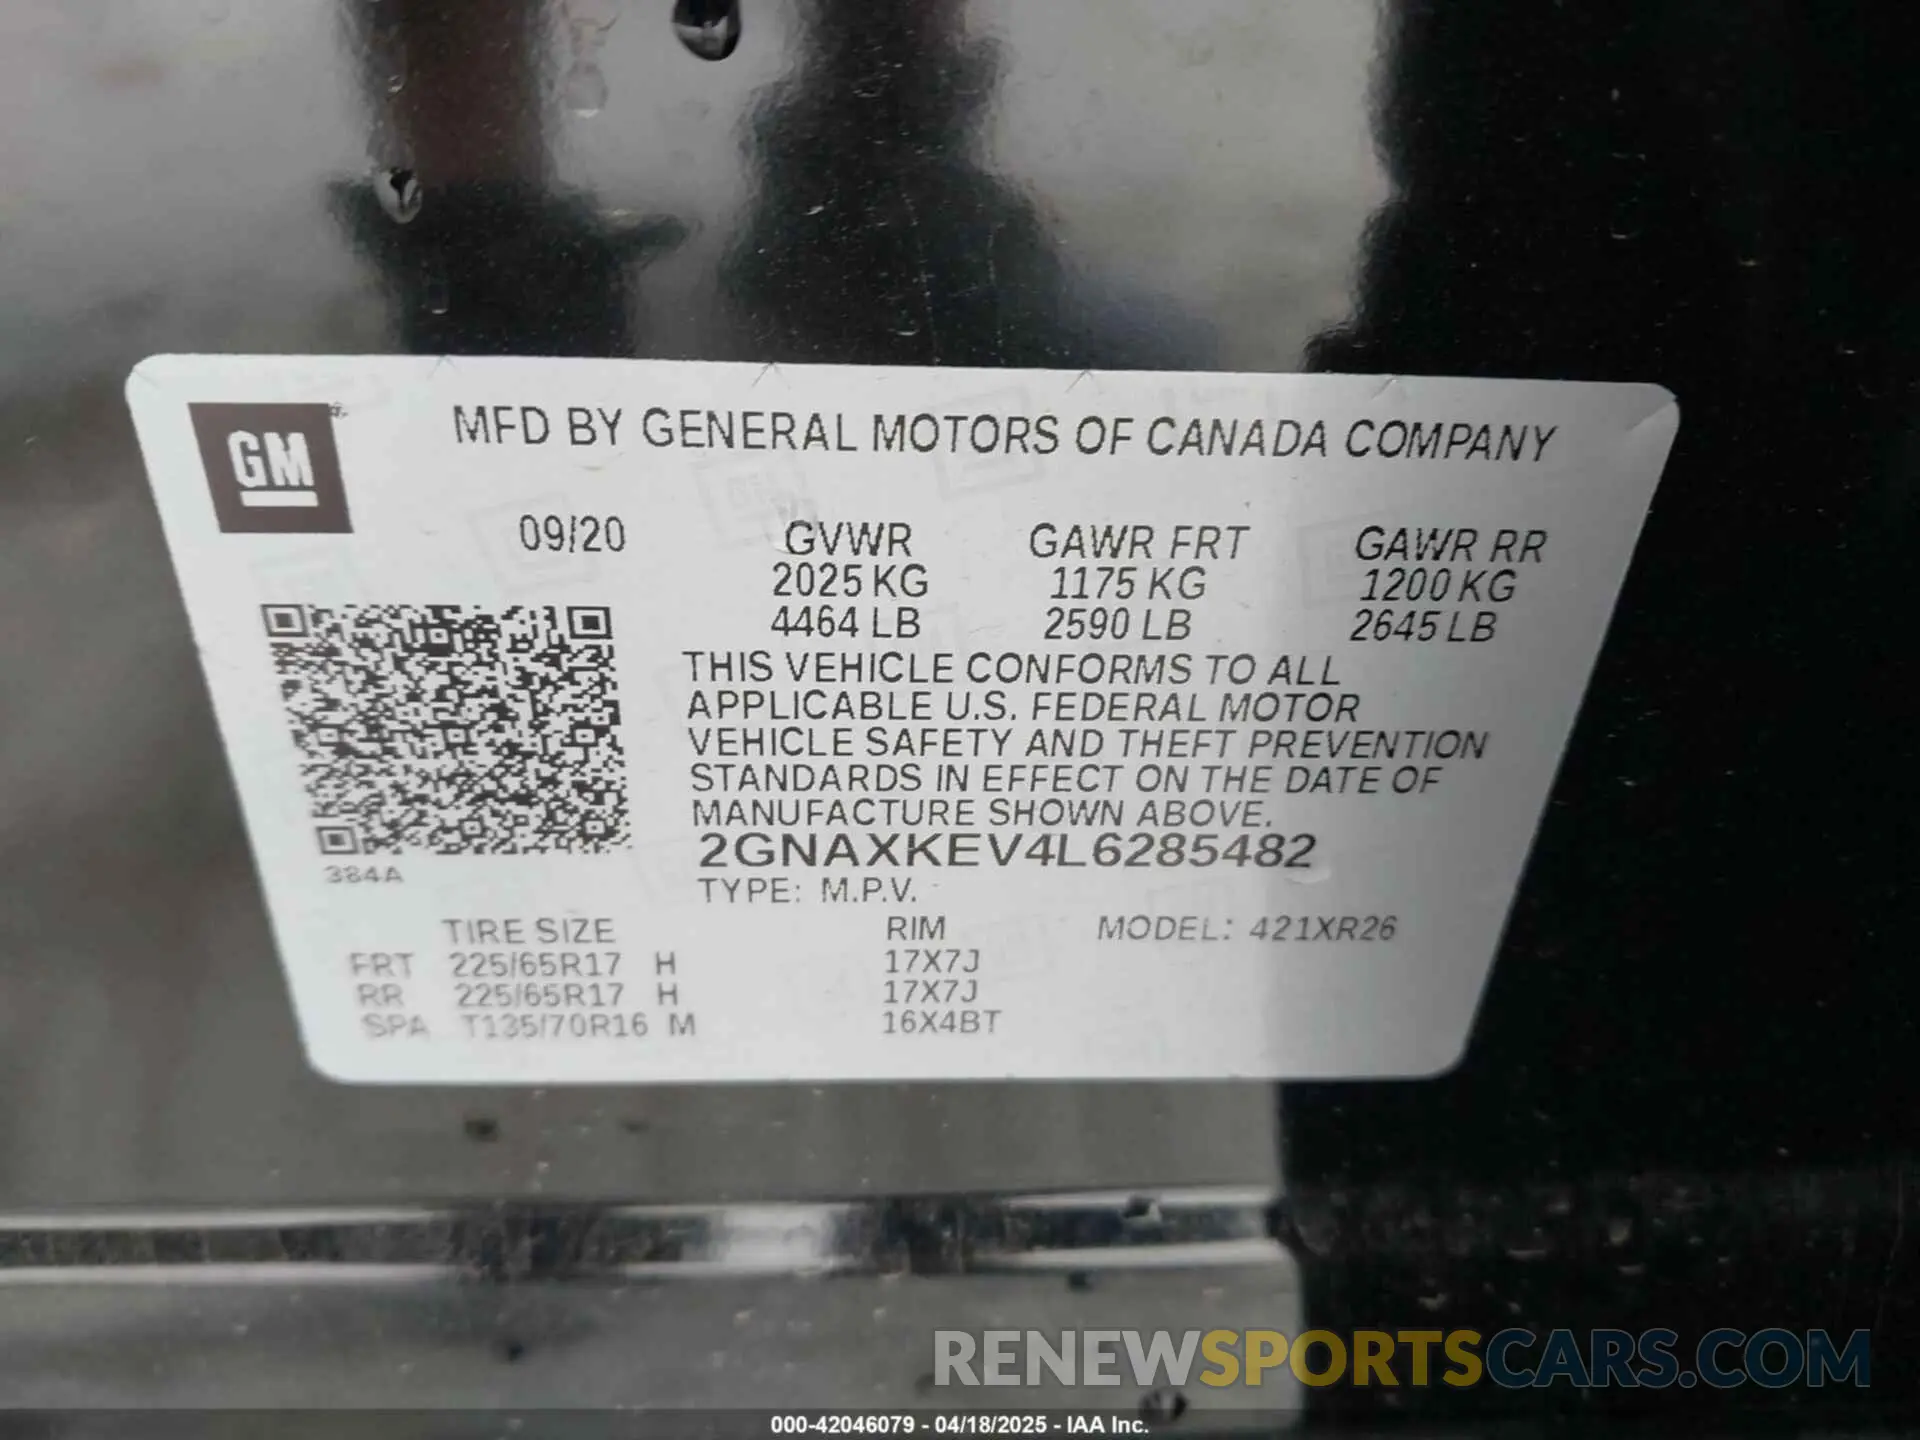 GM ®
MFD BY GENERAL MOTORS OF CANADA COMPANY
09/20 GVWR GAWR FRT GAWR RR
2025 KG 1175 KG 1200 KG
4464 LB 2590 LB 2645 LB
THIS VEHICLE CONFORMS TO ALL
APPLICABLE U.S. FEDERAL MOTOR
VEHICLE SAFETY AND THEFT PREVENTION
STANDARDS IN EFFECT ON THE DATE OF
MANUFACTURE SHOWN ABOVE.
2GNAXKEV4L6285482
384A
TYPE: M.P.V.
TIRE SIZE RIM MODEL: 421XR26
FRT 225/65R17 H 17X7J
RR 225/65R17 H 17X7J
SPA T135/70R16 M 16X4BT
RENEWSPORTSCARS.COM
000-42046079 - 04/18/2025 - IAA Inc.